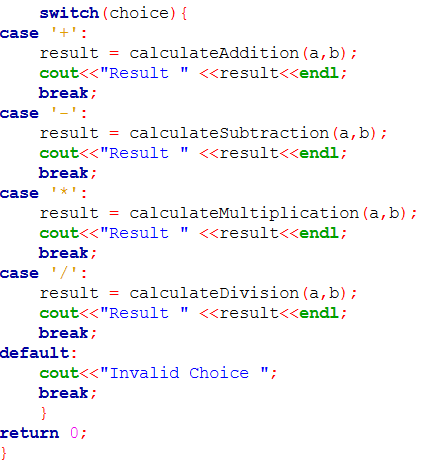 switch(choice){
case '+':
result = calculateAddition(a,b);
cout<<"Result " <<result<<endl;
break;
case '-':
result = calculateSubtraction(a,b);
cout<<"Result " <<result<<endl;
break;
case '*':
result = calculateMultiplication(a,b);
cout<<"Result " <<result<<endl;
break;
case '/':
result = calculateDivision(a,b);
cout<<"Result " <<result<<endl;
break;
default:
cout<<"Invalid Choice ";
break;
}
return 0;
}